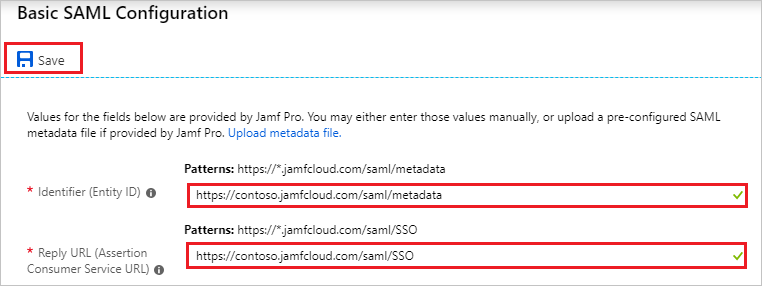 Basic SAML Configuration
Save
Values for the fields below are provided by Jamf Pro. You may either enter those values manually, or upload a pre-configured SAML
metadata file if provided by Jamf Pro. Upload metadata file.
Patterns: https://*.jamfcloud.com/saml/metadata
* Identifier (Entity ID)
https://contoso.jamfcloud.com/saml/metadata
Patterns: https://*.jamfcloud.com/saml/SSO
* Reply URL (Assertion
Consumer Service URL)
https://contoso.jamfcloud.com/saml/SSO